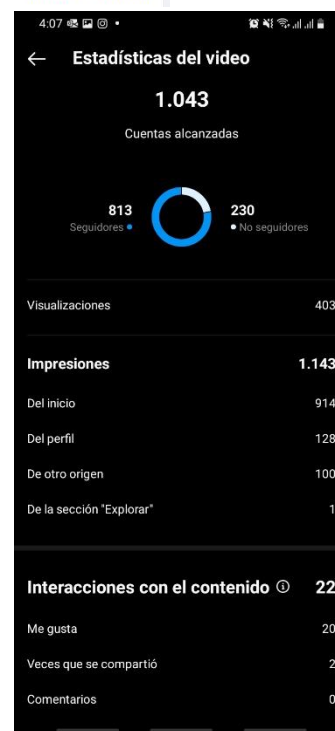 4:07
Estadísticas del video
1.043
Cuentas alcanzadas
813 230
Seguidores No seguidores
Visualizaciones 403
Impresiones 1.143
Del inicio 914
Del perfil 128
De otro origen 100
De la sección "Explorar" 1
Interacciones con el contenido 22
Me gusta 20
Veces que se compartió 2
Comentarios 0